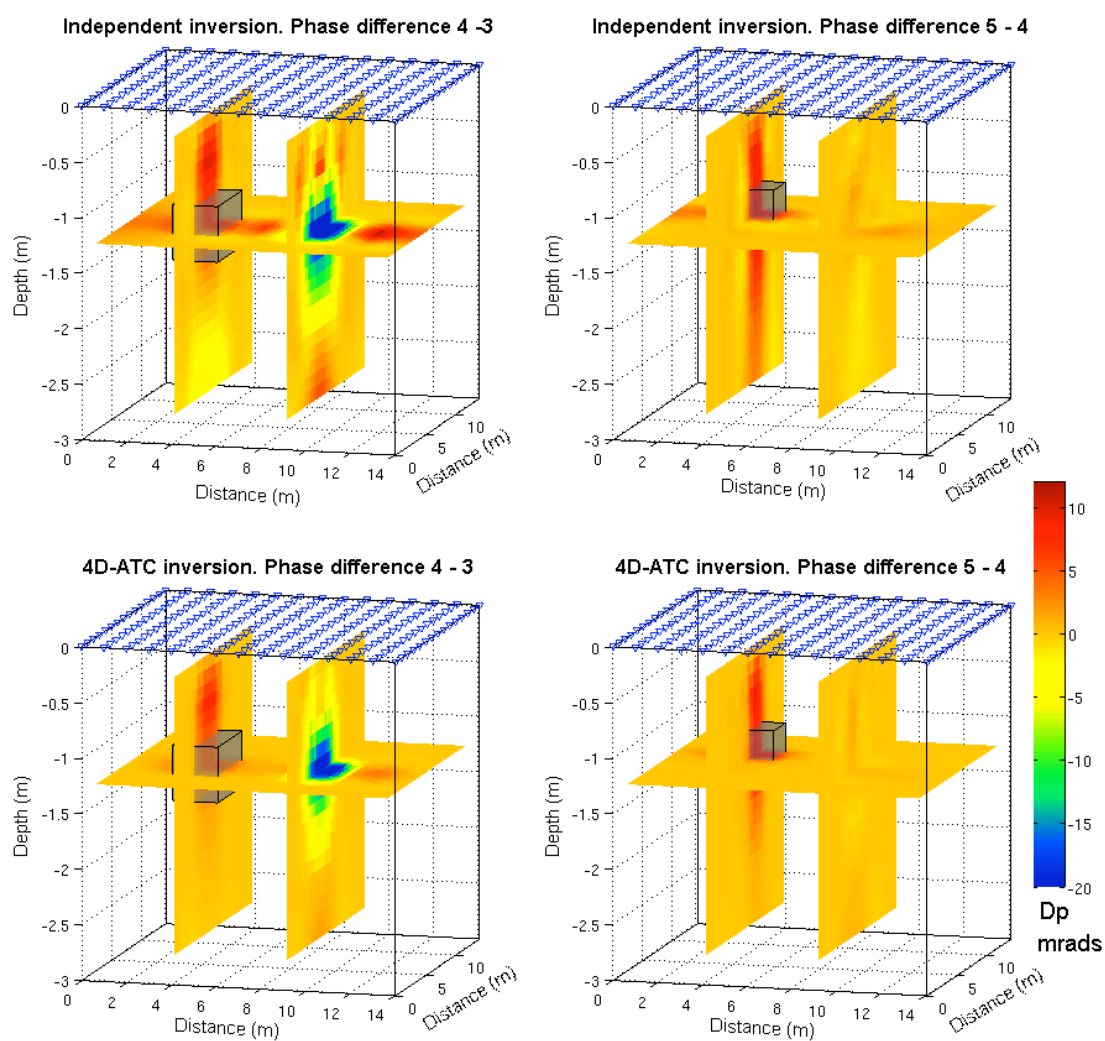 Independent inversion. Phase difference 4 -3
Independent inversion. Phase difference 5 - 4
0
-0.5
-1
-1.5
-2
-2.5
-3
Depth (m)
0 2 4 6 8 10 12 14
Distance (m)
0 5 10
Distance (m)
0
-0.5
-1
-1.5
-2
-2.5
-3
Depth (m)
0 2 4 6 8 10 12 14
Distance (m)
0 5 10
Distance (m)
4D-ATC inversion. Phase difference 4 - 3
4D-ATC inversion. Phase difference 5 - 4
0
-0.5
-1
-1.5
-2
-2.5
-3
Depth (m)
0 2 4 6 8 10 12 14
Distance (m)
0 5 10
Distance (m)
0
-0.5
-1
-1.5
-2
-2.5
-3
Depth (m)
0 2 4 6 8 10 12 14
Distance (m)
0 5 10
Distance (m)
10
5
0
-5
-10
-15
-20
Dp
mrads